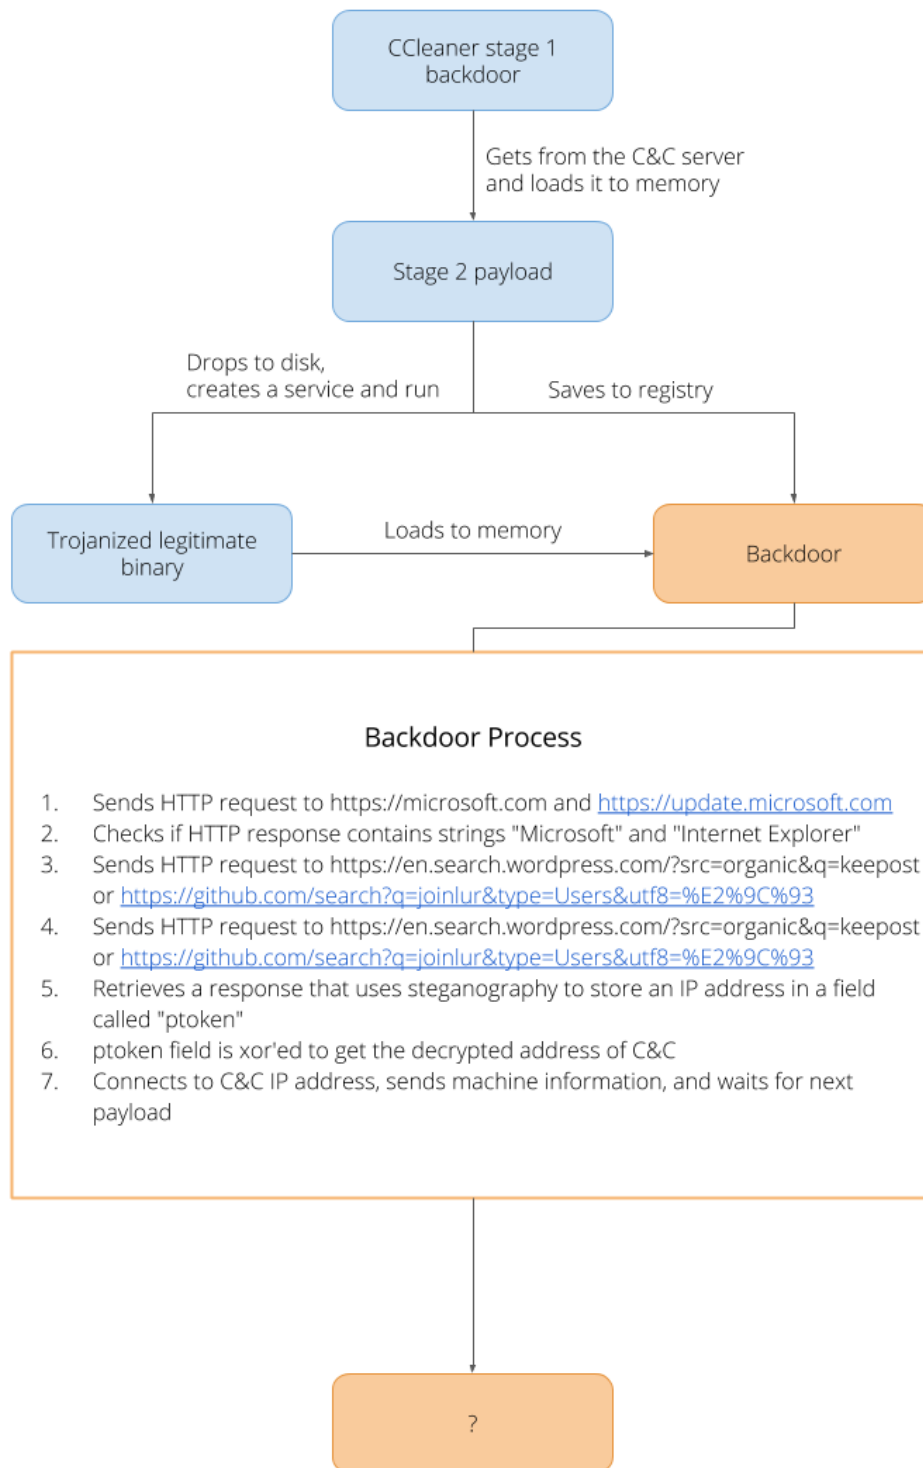 CCleaner stage 1
backdoor
Gets from the C&C server
and loads it to memory
Stage 2 payload
Drops to disk,
creates a service and run
Saves to registry
Trojanized legitimate
binary
Loads to memory
Backdoor
Backdoor Process
1. Sends HTTP request to https://microsoft.com and https://update.microsoft.com
2. Checks if HTTP response contains strings "Microsoft" and "Internet Explorer"
3. Sends HTTP request to https://en.search.wordpress.com/?src=organic&q=keepost
or https://github.com/search?q=joinlur&type=Users&utf8=%E2%9C%93
4. Sends HTTP request to https://en.search.wordpress.com/?src=organic&q=keepost
or https://github.com/search?q=joinlur&type=Users&utf8=%E2%9C%93
5. Retrieves a response that uses steganography to store an IP address in a field
called "ptoken"
6. ptoken field is xor'ed to get the decrypted address of C&C
7. Connects to C&C IP address, sends machine information, and waits for next
payload
?